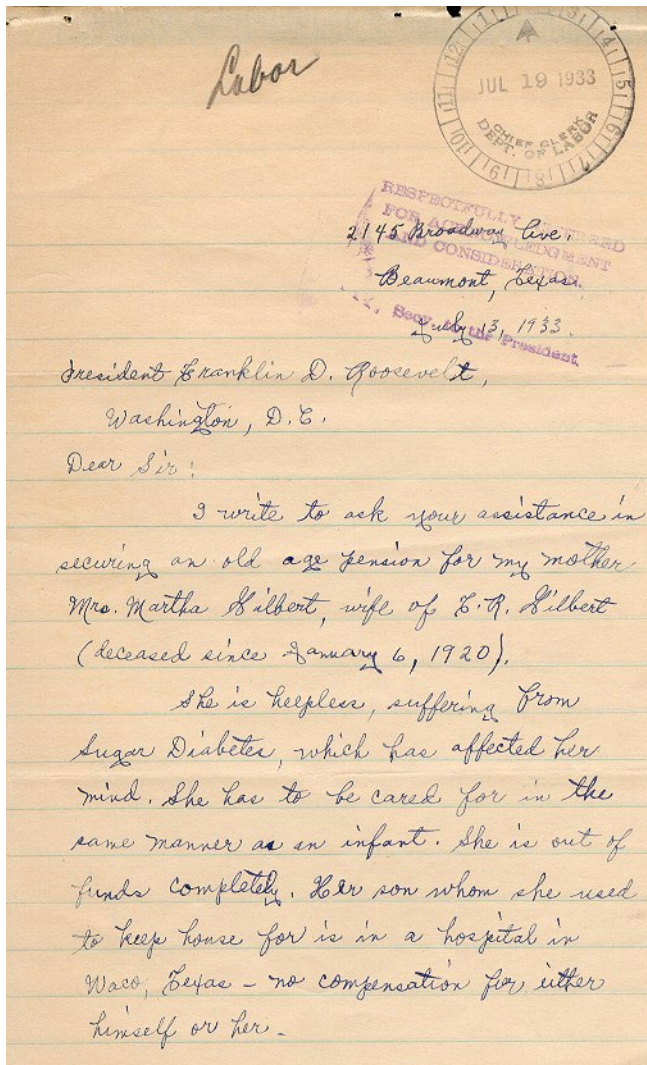 Labor
JUL 19 1933
CHIEF CLERK
DEPT. OF LABOR
RESPECTFULLY REFERRED
FOR ACKNOWLEDGMENT
AND CONSIDERATION.
Secy. to the President.
2145 Broadway Ave.
Beaumont, Texas.
July 13, 1933.
President Franklin D. Roosevelt,
Washington, D.C.
Dear Sir:
I write to ask your assistance in
securing an old age pension for my mother
Mrs. Martha Gilbert, wife of T.R. Gilbert
(deceased since January 6, 1920).
She is helpless, suffering from
Sugar Diabetes, which has affected her
mind. She has to be cared for in the
same manner as an infant. She is out of
funds completely. Her son whom she used
to keep house for is in a hospital in
Waco, Texas - no compensation for either
himself or her.